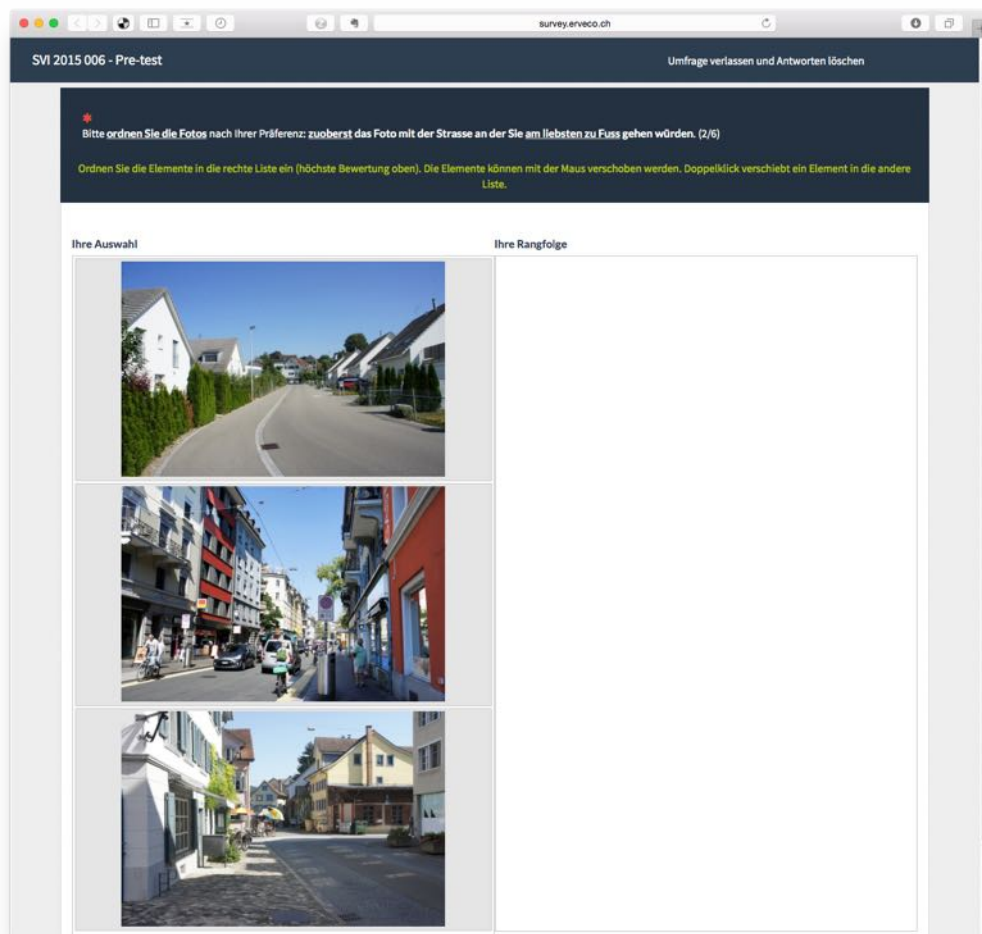 survey.erveco.ch
SVI 2015 006 - Pre-test
Umfrage verlassen und Antworten löschen
Bitte ordnen Sie die Fotos nach Ihrer Präferenz: zuoberst das Foto mit der Strasse an der Sie am liebsten zu Fuss gehen würden. (2/6)
Ordnen Sie die Elemente in die rechte Liste ein (höchste Bewertung oben). Die Elemente können mit der Maus verschoben werden. Doppelklick verschiebt ein Element in die andere
Liste.
Ihre Auswahl
Ihre Rangfolge